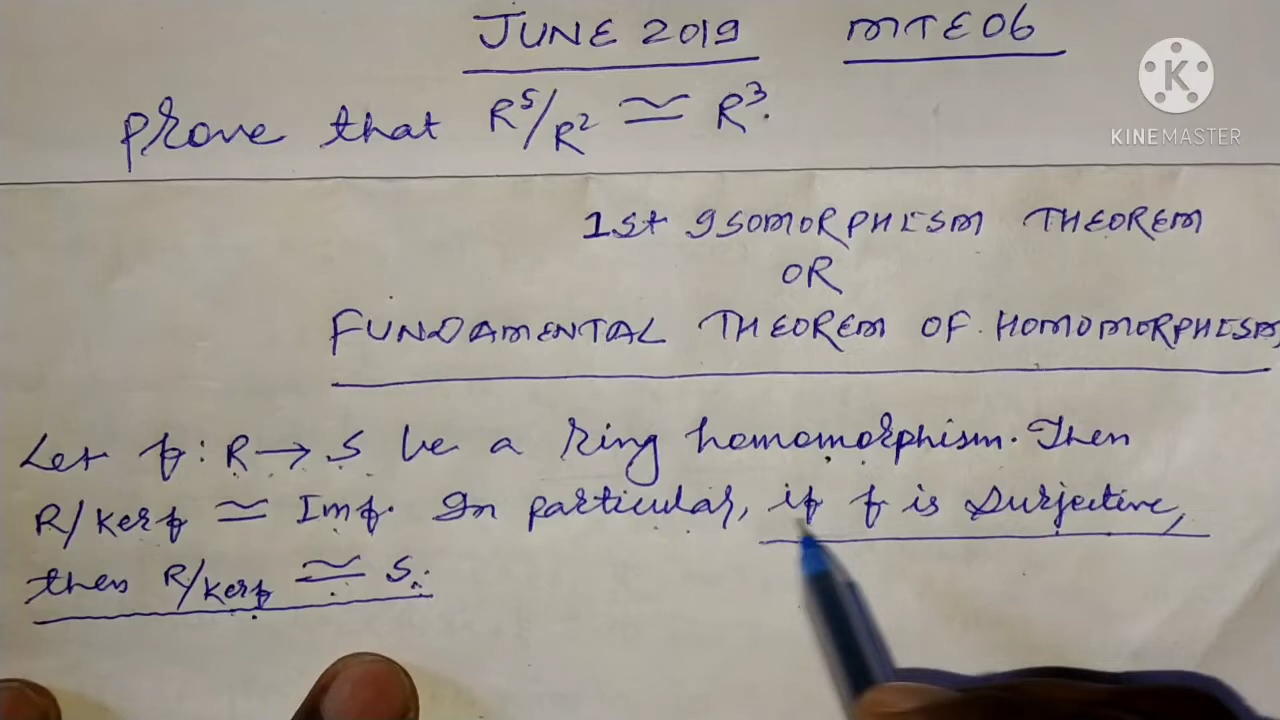 JUNE 2019 MTE06
K
KINEMASTER
prove that R⁵/R² ≅ R³.
1st ISOMORPHISM THEOREM
OR
FUNDAMENTAL THEOREM OF HOMOMORPHISM
Let f: R → S be a ring homomorphism. Then
R/Kerf ≅ Imf. In particular, if f is surjective,
then R/Kerf ≅ S.